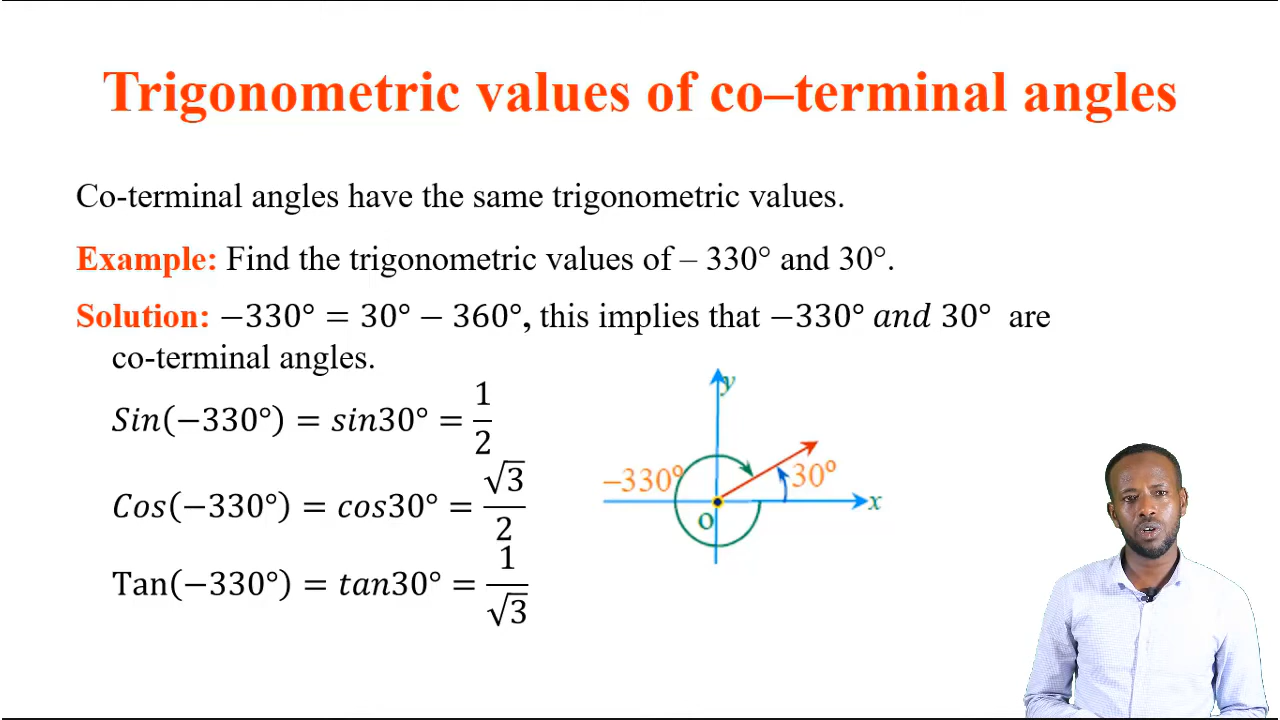 Trigonometric values of co–terminal angles
Co-terminal angles have the same trigonometric values.
Example: Find the trigonometric values of – 330° and 30°.
Solution: −330° = 30° − 360°, this implies that −330° and 30° are
co-terminal angles.
Sin(−330°) = sin30° = 1/2
Cos(−330°) = cos30° = √3/2
Tan(−330°) = tan30° = 1/√3
y
–330º
30º
x
O